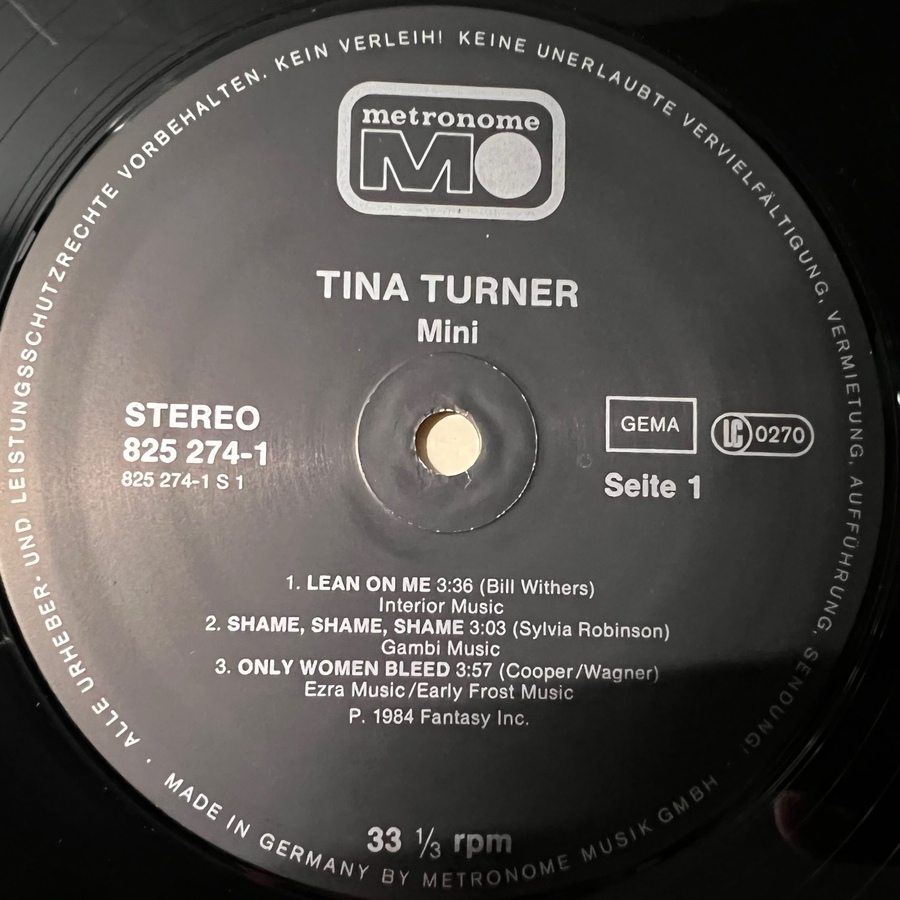 ALLE URHEBER- UND LEISTUNGSSCHUTZRECHTE VORBEHALTEN. KEIN VERLEIH! KEINE UNERLAUBTE VERVIELFÄLTIGUNG, VERMIETUNG, AUFFÜHRUNG, SENDUNG!
metronome
M
TINA TURNER
Mini
STEREO
825 274-1
825 274-1 S 1
GEMA
LC 0270
Seite 1
1. LEAN ON ME 3:36 (Bill Withers)
Interior Music
2. SHAME, SHAME, SHAME 3:03 (Sylvia Robinson)
Gambi Music
3. ONLY WOMEN BLEED 3:57 (Cooper/Wagner)
Ezra Music/Early Frost Music
P. 1984 Fantasy Inc.
33 ⅓ rpm
· MADE IN GERMANY BY METRONOME MUSIK GMBH ·